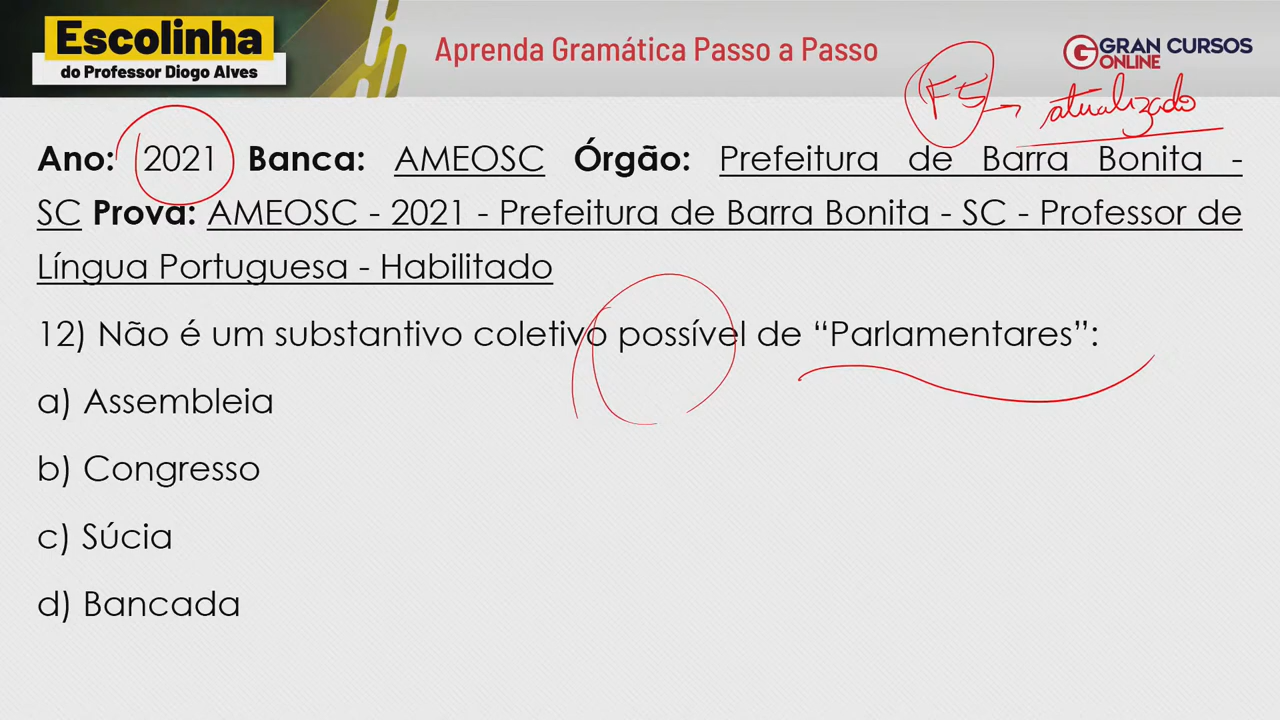 Escolinha
do Professor Diogo Alves
Aprenda Gramática Passo a Passo
GRAN CURSOS
ONLINE
F5 → atualizado
Ano: 2021 Banca: AMEOSC Órgão: Prefeitura de Barra Bonita -
SC Prova: AMEOSC - 2021 - Prefeitura de Barra Bonita - SC - Professor de
Língua Portuguesa - Habilitado
12) Não é um substantivo coletivo possível de “Parlamentares”:
a) Assembleia
b) Congresso
c) Súcia
d) Bancada